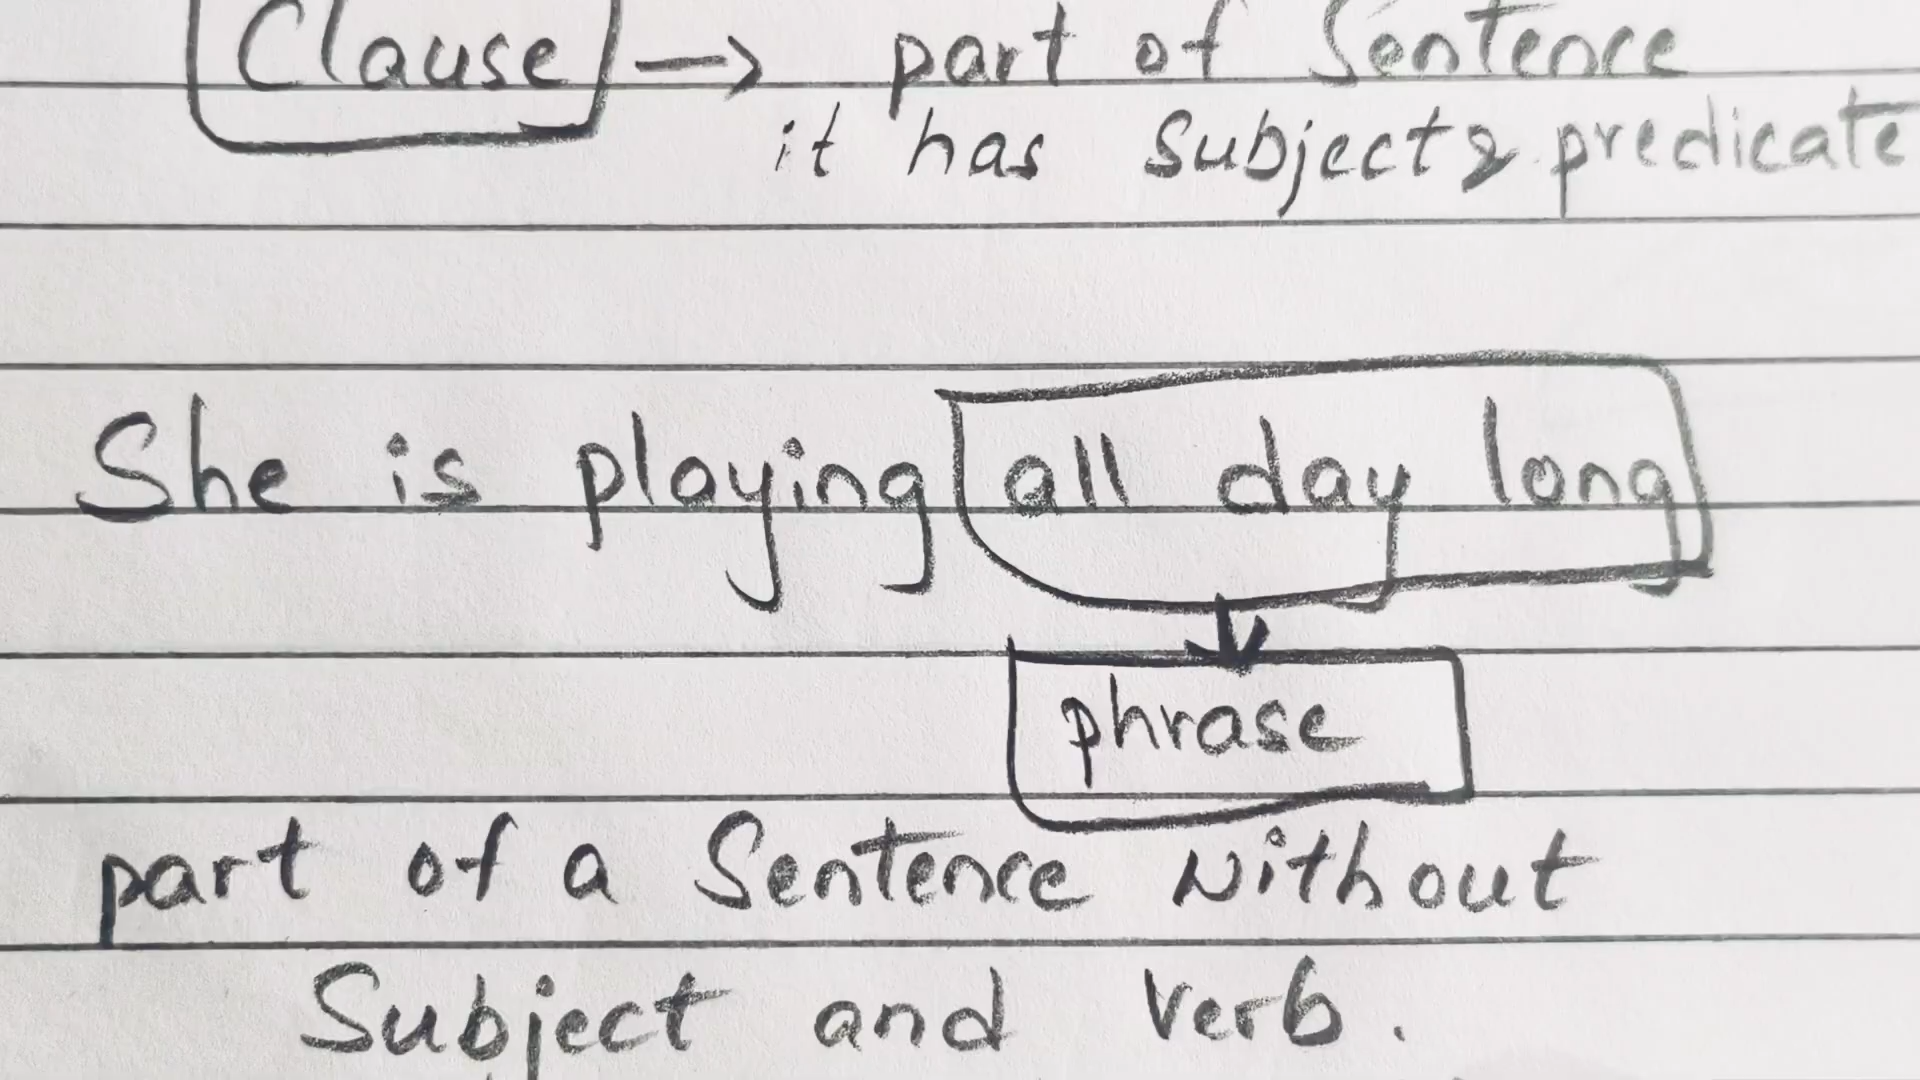 Clause → part of Sentence
it has Subject & predicate
She is playing all day long
phrase
part of a Sentence Without
Subject and Verb.